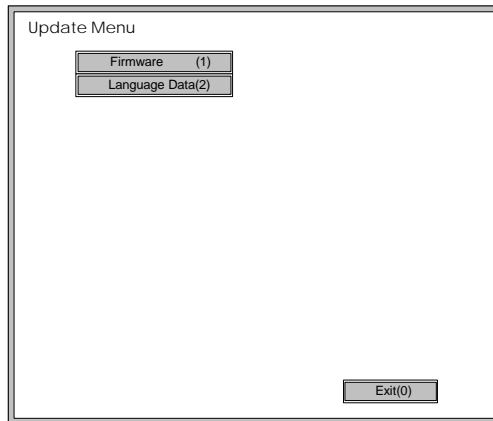 Update Menu
Firmware (1)
Language Data(2)
Exit(0)